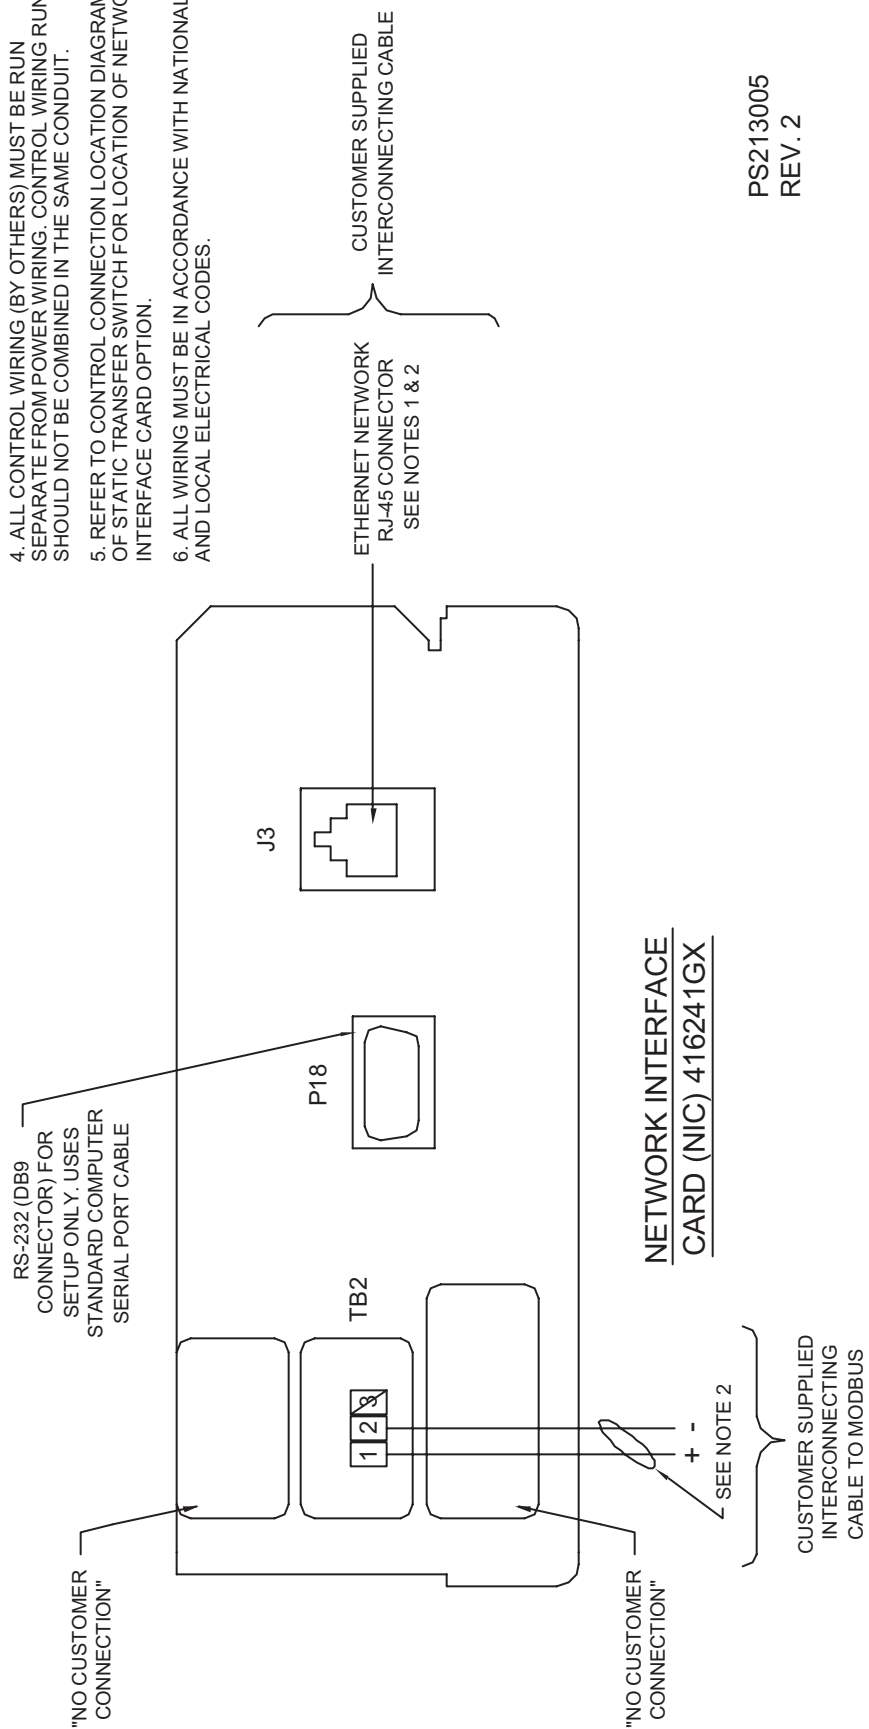 4. ALL CONTROL WIRING (BY OTHERS) MUST BE RUN
SEPARATE FROM POWER WIRING. CONTROL WIRING RUN
SHOULD NOT BE COMBINED IN THE SAME CONDUIT.
5. REFER TO CONTROL CONNECTION LOCATION DIAGRAM
OF STATIC TRANSFER SWITCH FOR LOCATION OF
INTERFACE CARD OPTION.
6. ALL WIRING MUST BE IN ACCORDANCE WITH NATIONAL
AND LOCAL ELECTRICAL CODES.
RS-232 (DB9
CONNECTOR) FOR
SETUP ONLY. USES
STANDARD COMPUTER
SERIAL PORT CABLE
"NO CUSTOMER
CONNECTION"
TB2
1 2 3
P18
J3
ETHERNET NETWORK
RJ-45 CONNECTOR
SEE NOTES 1 & 2
CUSTOMER SUPPLIED
INTERCONNECTING CABLE
"NO CUSTOMER
CONNECTION"
+ -
SEE NOTE 2
CUSTOMER SUPPLIED
INTERCONNECTING
CABLE TO MODBUS
NETWORK INTERFACE
CARD (NIC) 416241GX
PS213005
REV. 2